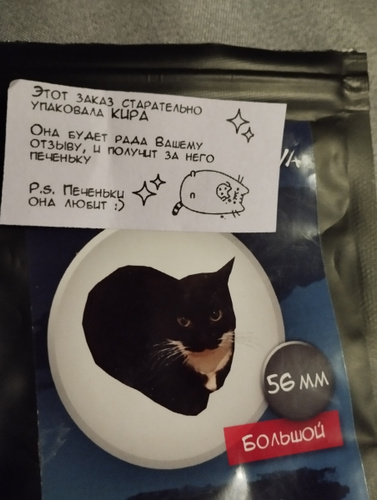 Этот заказ старательно
упаковала КИРА
Она будет рада Вашему
отзыву, и получит за него
печеньку
P.S. Печеньки
она любит :)
56 мм
БОЛЬШОЙ